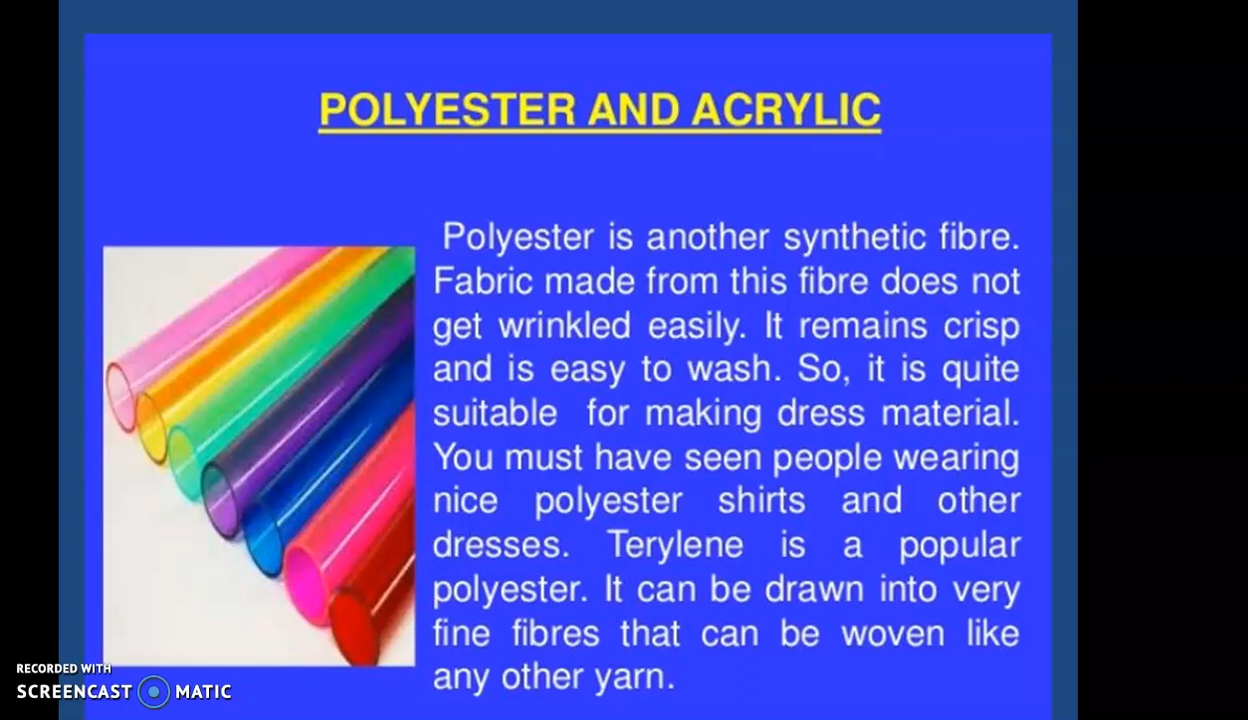 POLYESTER AND ACRYLIC
Polyester is another synthetic fibre.
Fabric made from this fibre does not
get wrinkled easily. It remains crisp
and is easy to wash. So, it is quite
suitable for making dress material.
You must have seen people wearing
nice polyester shirts and other
dresses. Terylene is a popular
polyester. It can be drawn into very
fine fibres that can be woven like
any other yarn.
RECORDED WITH
SCREENCAST MATIC